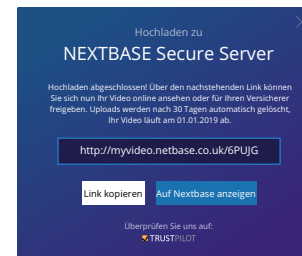 Hochladen zu
NEXTBASE Secure Server
Hochladen abgeschlossen! Über den nachstehenden Link können
Sie sich nun Ihr Video online ansehen oder für Ihren Versicherer
freigeben. Uploads werden nach 30 Tagen automatisch gelöscht,
Ihr Video läuft am 01.01.2019 ab.
http://myvideo.netbase.co.uk/6PUJG
Link kopieren
Auf Nextbase anzeigen
Überprüfen Sie uns auf:
TRUSTPILOT